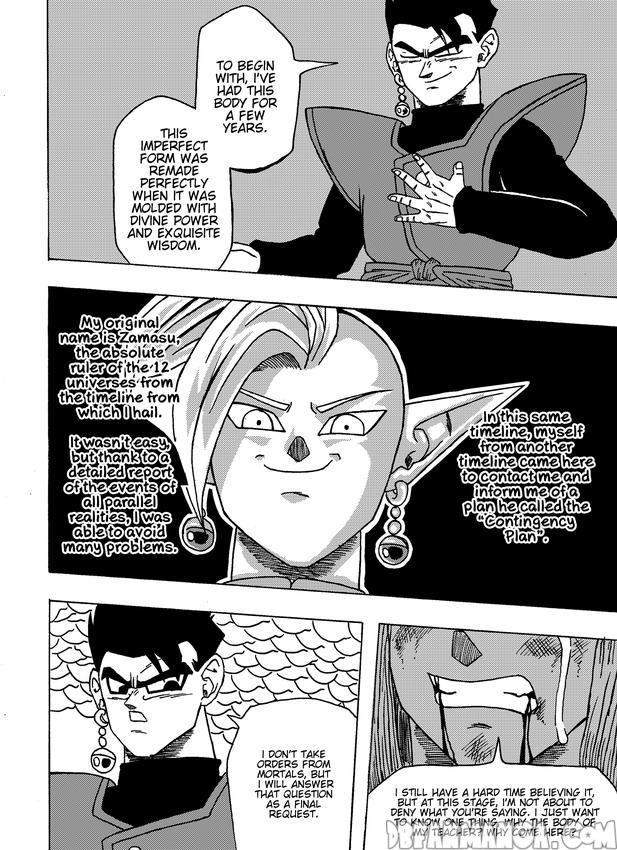 TO BEGIN
WITH, I'VE
HAD THIS
BODY FOR
A FEW
YEARS.
THIS
IMPERFECT
FORM WAS
REMADE
PERFECTLY
WHEN IT WAS
MOLDED WITH
DIVINE POWER
AND EXQUISITE
WISDOM.
My original
name is Zamasu,
the absolute
ruler of the 12
universes from
the timeline from
which I hail.
It wasn't easy,
but thanks to a
detailed report
of the events of
all parallel
realities, I was
able to avoid
many problems.
In this same
timeline, myself
from another
timeline came here
to contact me and
inform me of a
plan he called the
"Contingency
Plan".
I STILL HAVE A HARD TIME BELIEVING IT,
BUT AT THIS STAGE, I'M NOT ABOUT TO
DENY WHAT YOU'RE SAYING. I JUST WANT
TO KNOW ONE THING. WHY THE BODY OF
MY TEACHER? WHY COME HERE?
I DON'T TAKE
ORDERS FROM
MORTALS, BUT
I WILL ANSWER
THAT QUESTION
AS A FINAL
REQUEST.
DBFANMANGA.COM